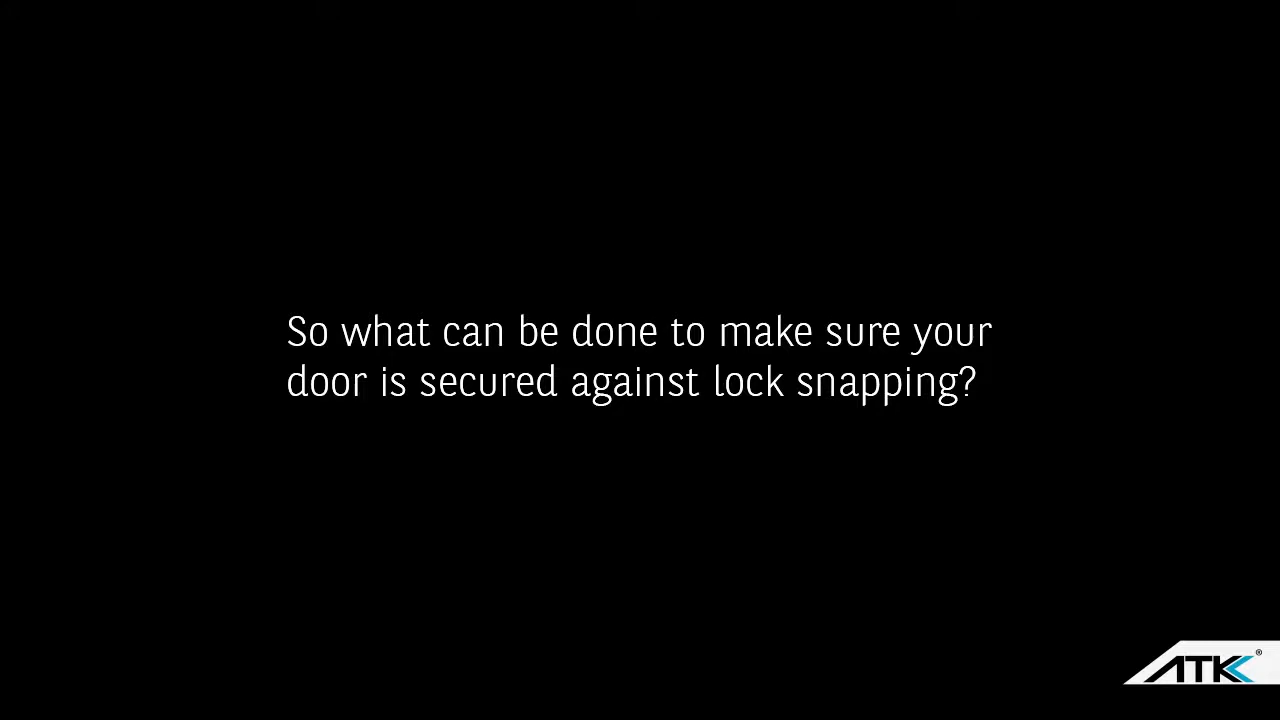 So what can be done to make sure your
door is secured against lock snapping?
ATK®